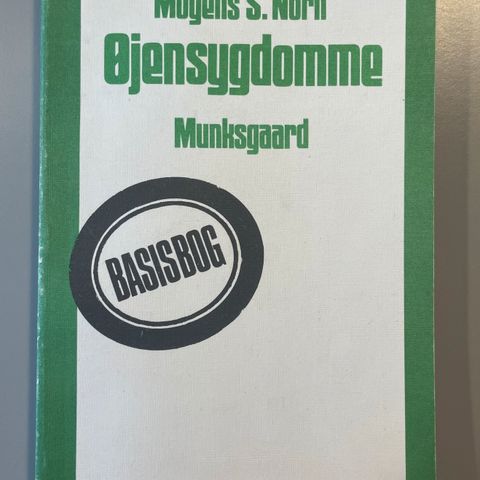 Mogens S. Norn
Øjensygdomme
Munksgaard
BASISBOG